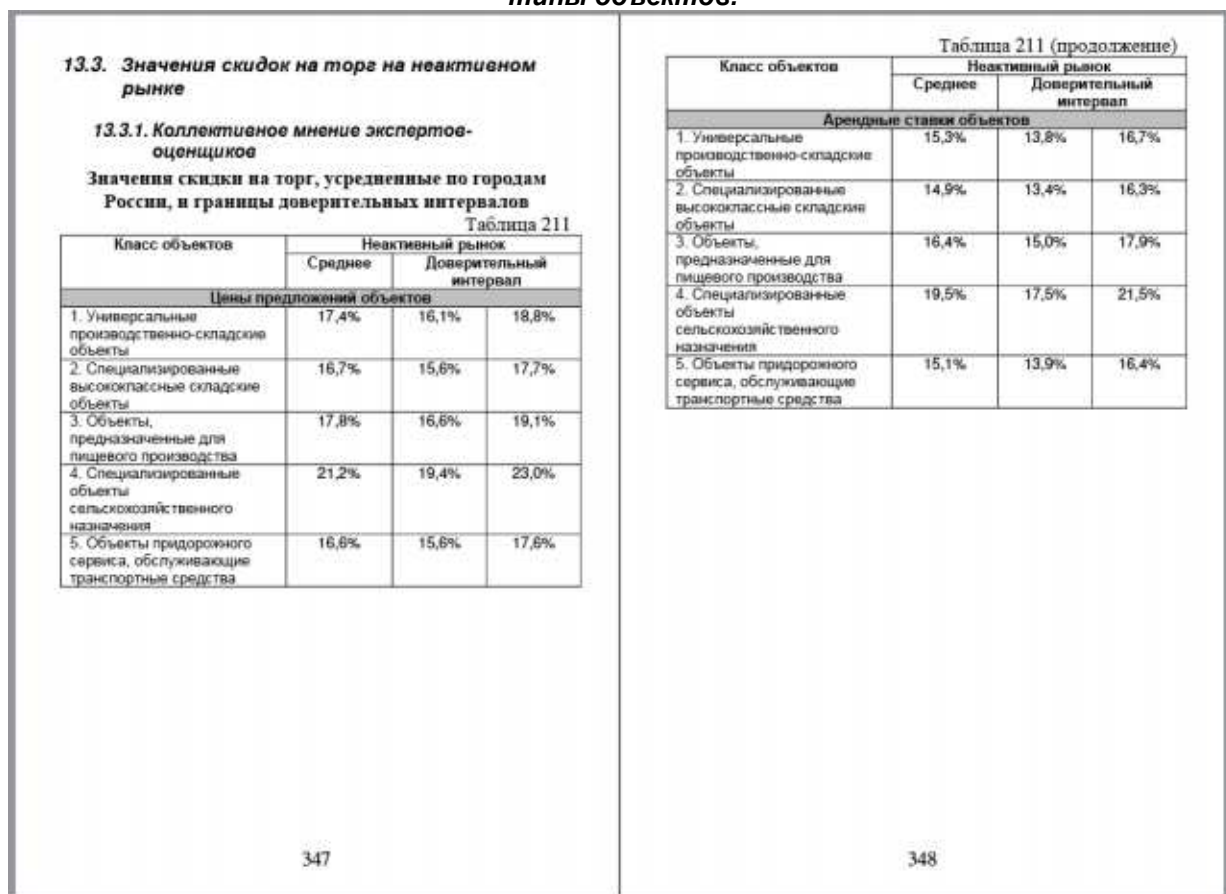 типы объектов.
13.3. Значения скидок на торг на неактивном
рынке
13.3.1. Коллективное мнение экспертов-
оценщиков
Значения скидки на торг, усредненные по городам
России, и границы доверительных интервалов
Таблица 211
Класс объектов Неактивный рынок
Среднее Доверительный
интервал
Цены предложений объектов
1. Универсальные 17,4% 16,1% 18,8%
производственно-складские
объекты
2. Специализированные 16,7% 15,6% 17,7%
высококлассные складские
объекты
3. Объекты, 17,8% 16,6% 19,1%
предназначенные для
пищевого производства
4. Специализированные 21,2% 19,4% 23,0%
объекты
сельскохозяйственного
назначения
5. Объекты придорожного 16,6% 15,6% 17,6%
сервиса, обслуживающие
транспортные средства
347
Таблица 211 (продолжение)
Класс объектов Неактивный рынок
Среднее Доверительный
интервал
Арендные ставки объектов
1. Универсальные 15,3% 13,8% 16,7%
производственно-складские
объекты
2. Специализированные 14,9% 13,4% 16,3%
высококлассные складские
объекты
3. Объекты, 16,4% 15,0% 17,9%
предназначенные для
пищевого производства
4. Специализированные 19,5% 17,5% 21,5%
объекты
сельскохозяйственного
назначения
5. Объекты придорожного 15,1% 13,9% 16,4%
сервиса, обслуживающие
транспортные средства
348